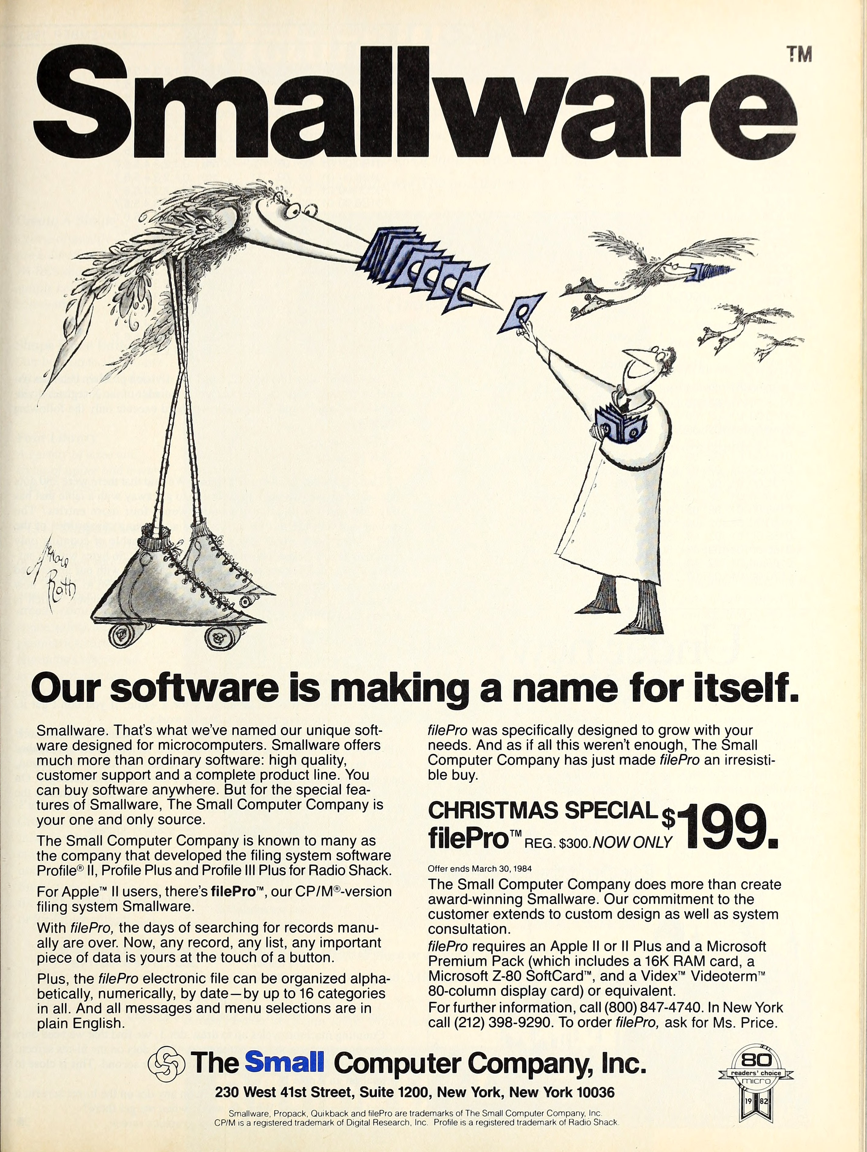 Smallware™
Arnold Roth
Our software is making a name for itself.
Smallware. That's what we've named our unique soft-
ware designed for microcomputers. Smallware offers
much more than ordinary software: high quality,
customer support and a complete product line. You
can buy software anywhere. But for the special fea-
tures of Smallware, The Small Computer Company is
your one and only source.
The Small Computer Company is known to many as
the company that developed the filing system software
Profile® II, Profile Plus and Profile III Plus for Radio Shack.
For Apple™ II users, there's filePro™, our CP/M®-version
filing system Smallware.
With filePro, the days of searching for records manu-
ally are over. Now, any record, any list, any important
piece of data is yours at the touch of a button.
Plus, the filePro electronic file can be organized alpha-
betically, numerically, by date—by up to 16 categories
in all. And all messages and menu selections are in
plain English.
filePro was specifically designed to grow with your
needs. And as if all this weren't enough, The Small
Computer Company has just made filePro an irresisti-
ble buy.
CHRISTMAS SPECIAL $199.
filePro™ REG. $300. NOW ONLY
Offer ends March 30, 1984
The Small Computer Company does more than create
award-winning Smallware. Our commitment to the
customer extends to custom design as well as system
consultation.
filePro requires an Apple II or II Plus and a Microsoft
Premium Pack (which includes a 16K RAM card, a
Microsoft Z-80 SoftCard™, and a Videx™ Videoterm™
80-column display card) or equivalent.
For further information, call (800) 847-4740. In New York
call (212) 398-9290. To order filePro, ask for Ms. Price.
The Small Computer Company, Inc.
230 West 41st Street, Suite 1200, New York, New York 10036
Smallware, Propack, Quikback and filePro are trademarks of The Small Computer Company, Inc.
CP/M is a registered trademark of Digital Research, Inc. Profile is a registered trademark of Radio Shack.
80
readers' choice
micro
1982